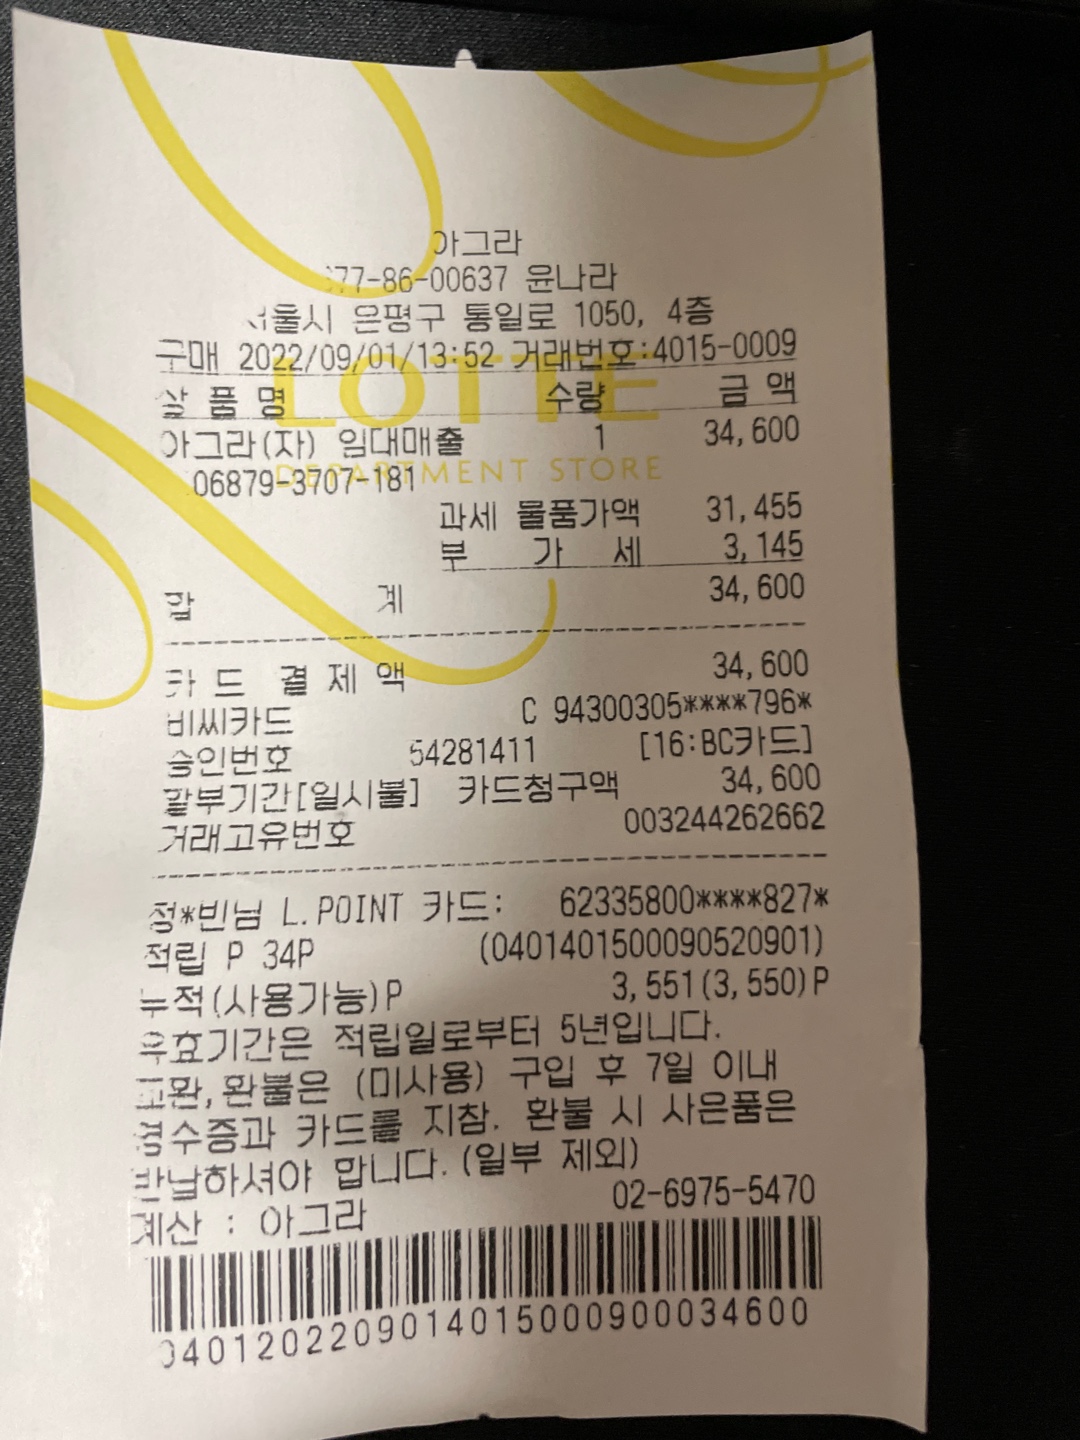 아그라
77-86-00637 윤나라
서울시 은평구 통일로 1050, 4층
구매 2022/09/01/13:52 거래번호:4015-0009
LOTTE
상 품 명 수량 금 액
아그라(자) 임대매출 1 34,600
DEPARTMENT STORE
06879-3707-181
과세 물품가액 31,455
부 가 세 3,145
합 계 34,600
카 드 결 제 액 34,600
비씨카드 C 94300305****796*
승인번호 54281411 [16:BC카드]
할부기간[일시불] 카드청구액 34,600
거래고유번호 003244262662
정*빈님 L.POINT 카드: 62335800****827*
적립 P 34P (0401401500090520901)
누적(사용가능)P 3,551(3,550)P
유효기간은 적립일로부터 5년입니다.
교환,환불은 (미사용) 구입 후 7일 이내
영수증과 카드를 지참. 환불 시 사은품은
반납하셔야 합니다.(일부 제외)
02-6975-5470
계산 : 아그라
0401202209014015000900034600